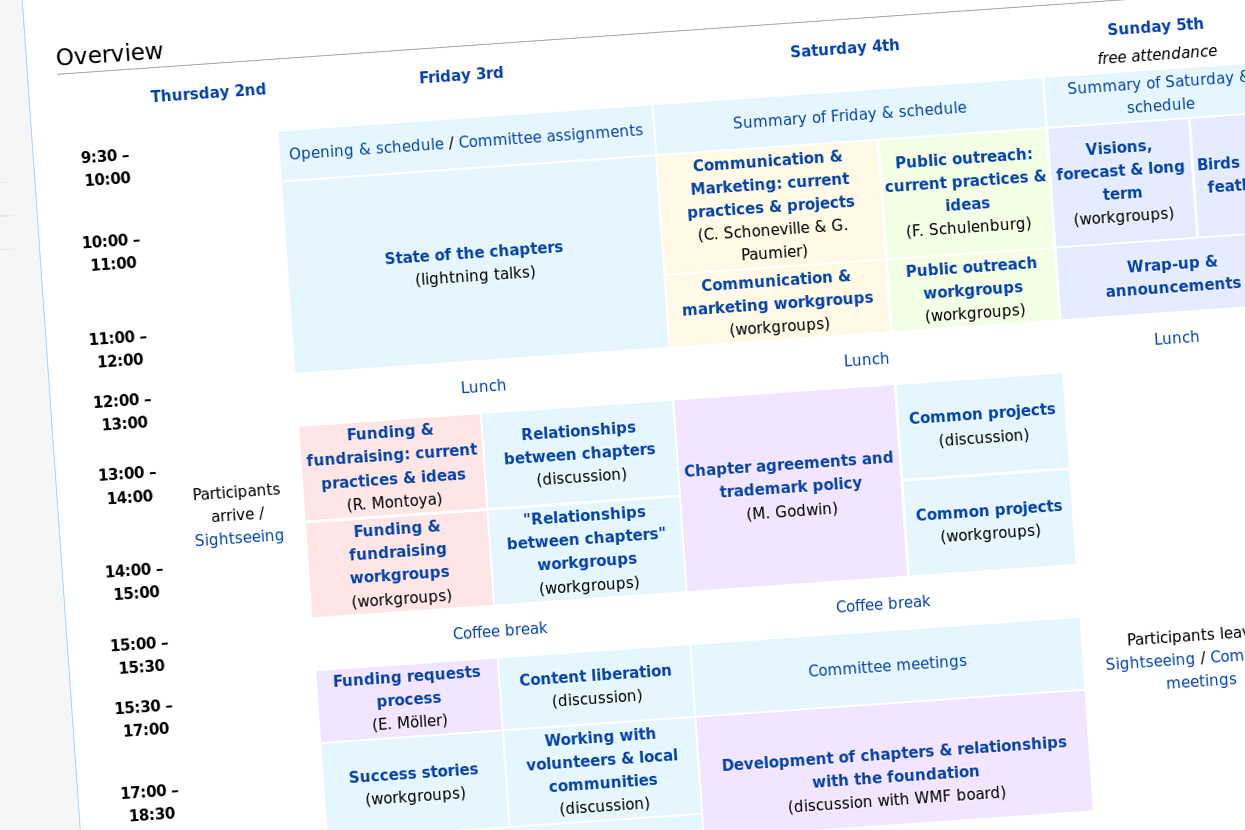 Overview
Thursday 2nd
Friday 3rd
Saturday 4th
Sunday 5th
free attendance
9:30 –
10:00
Opening & schedule / Committee assignments
Summary of Friday & schedule
Summary of Saturday &
schedule
10:00 –
11:00
State of the chapters
(lightning talks)
Communication &
Marketing: current
practices & projects
(C. Schoneville & G.
Paumier)
Public outreach:
current practices &
ideas
(F. Schulenburg)
Visions,
forecast & long
term
(workgroups)
Birds
11:00 –
12:00
Communication &
marketing workgroups
(workgroups)
Public outreach
workgroups
(workgroups)
Wrap-up &
announcements
12:00 –
13:00
Lunch
Lunch
Lunch
13:00 –
14:00
Participants
arrive /
Sightseeing
Funding &
fundraising: current
practices & ideas
(R. Montoya)
Relationships
between chapters
(discussion)
Chapter agreements and
trademark policy
(M. Godwin)
Common projects
(discussion)
14:00 –
15:00
Funding &
fundraising
workgroups
(workgroups)
"Relationships
between chapters"
workgroups
(workgroups)
Common projects
(workgroups)
15:00 –
15:30
Coffee break
Coffee break
Participants
Sightseeing /
meetings
15:30 –
17:00
Funding requests
process
(E. Möller)
Content liberation
(discussion)
Committee meetings
17:00 –
18:30
Success stories
(workgroups)
Working with
volunteers & local
communities
(discussion)
Development of chapters & relationships
with the foundation
(discussion with WMF board)